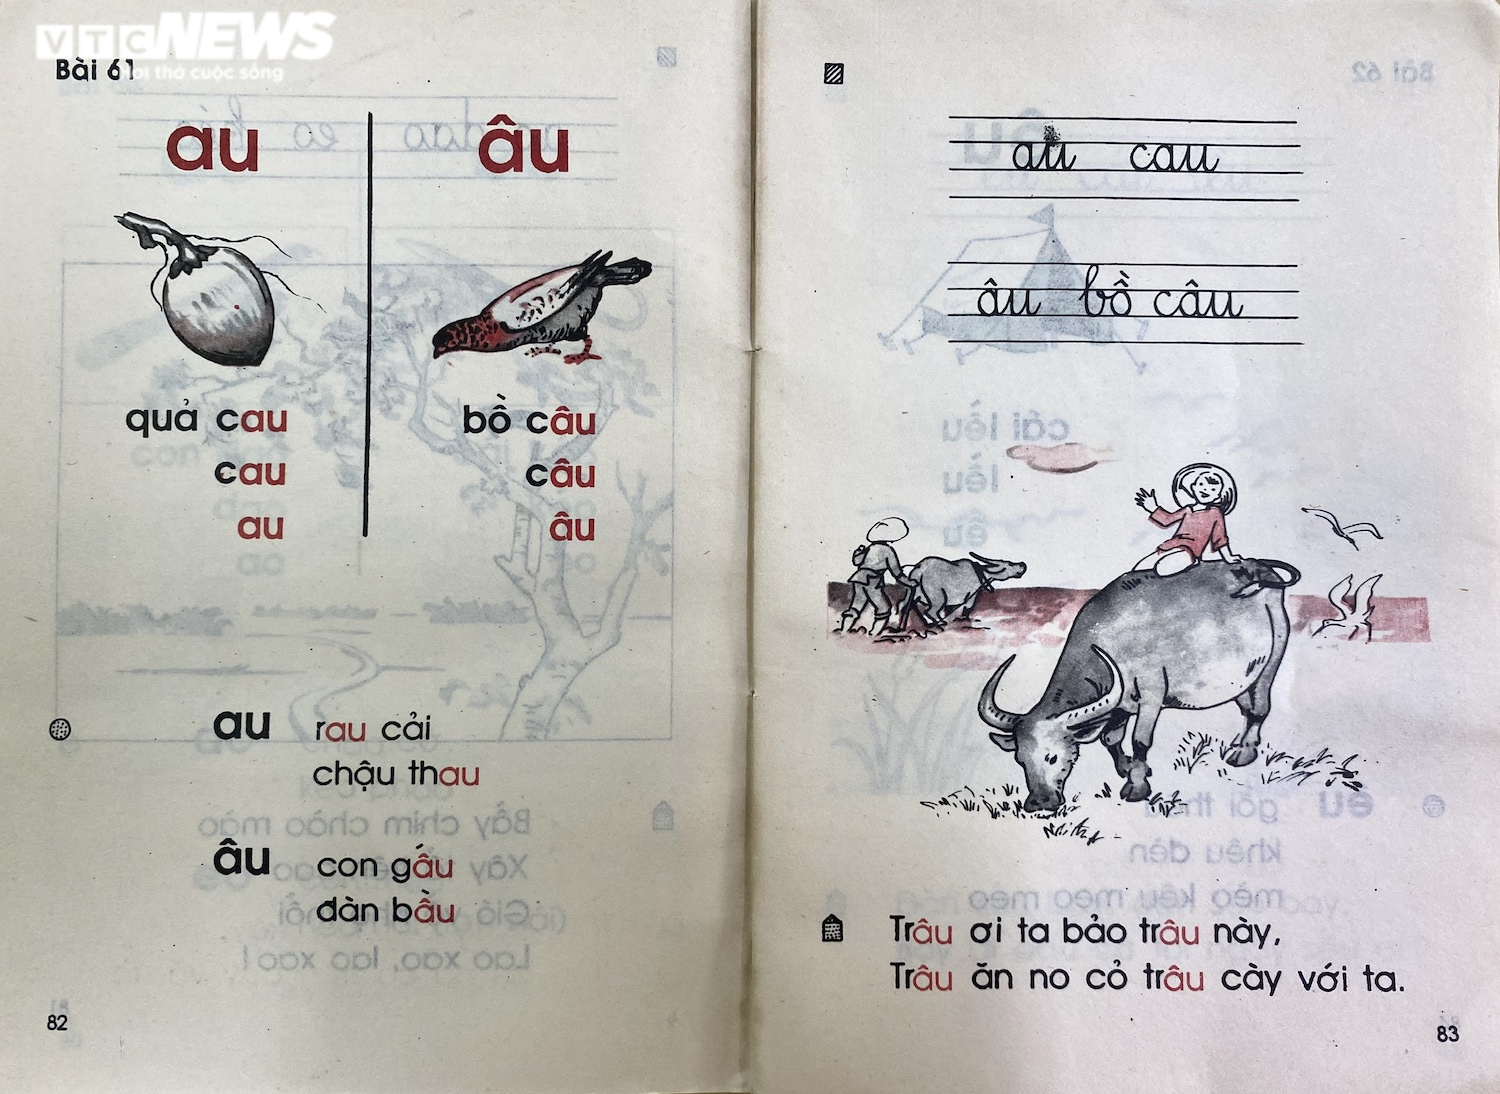 VTC NEWS
Bài 61
au
âu
quả cau
cau
au
bồ câu
câu
âu
au rau cải
chậu thau
âu con gấu
đàn bầu
82
au cau
âu bồ câu
Trâu ơi ta bảo trâu này,
Trâu ăn no cỏ trâu cày với ta.
83